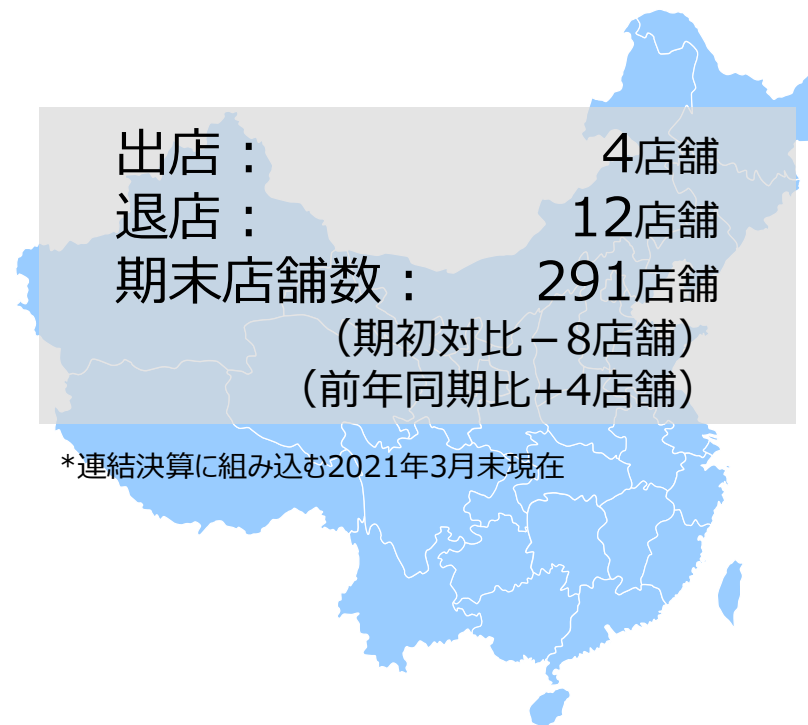 出店： 4店舗
退店： 12店舗
期末店舗数： 291店舗
（期初対比－8店舗）
（前年同期比+4店舗）
*連結決算に組み込む2021年3月末現在